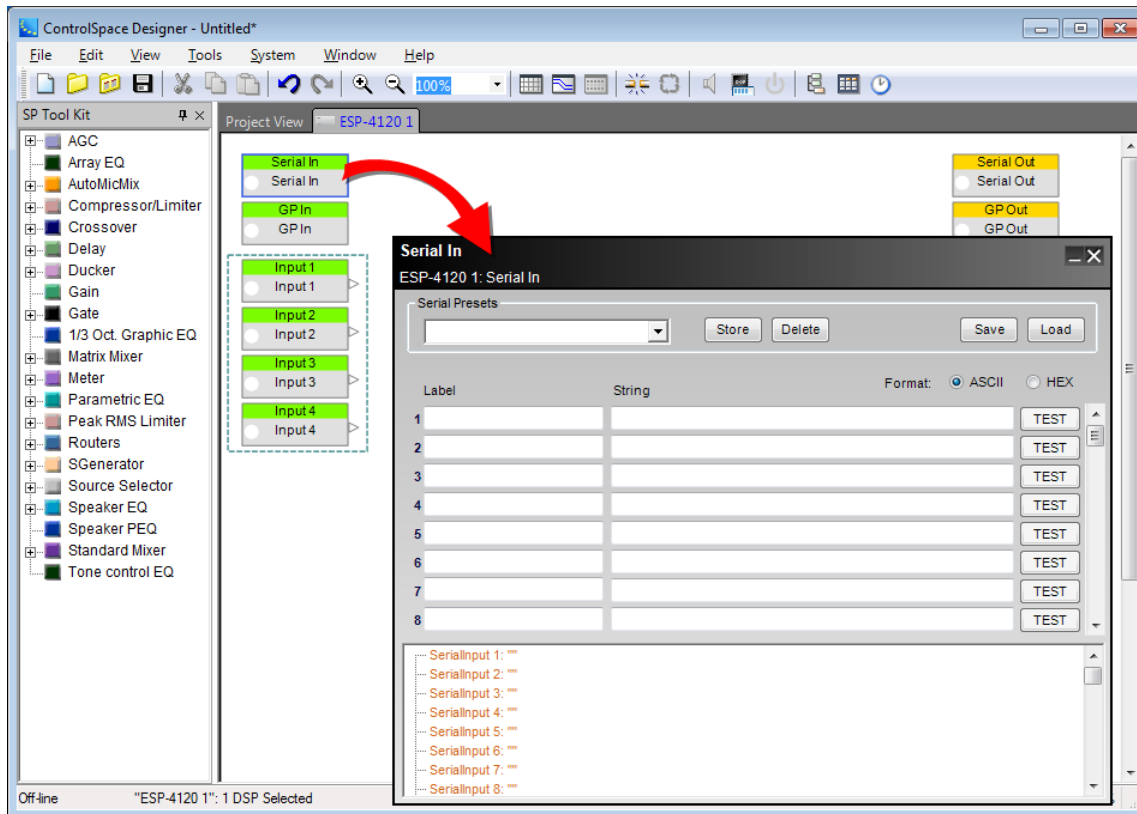 ControlSpace Designer - Untitled*
File Edit View Tools System Window Help
100%
SP Tool Kit
Project View ESP-4120 1
AGC
Array EQ
AutoMicMix
Compressor/Limiter
Crossover
Delay
Ducker
Gain
Gate
1/3 Oct. Graphic EQ
Matrix Mixer
Meter
Parametric EQ
Peak RMS Limiter
Routers
SGenerator
Source Selector
Speaker EQ
Speaker PEQ
Standard Mixer
Tone control EQ
Serial In
Serial In
GP In
GP In
Input 1
Input 1
Input 2
Input 2
Input 3
Input 3
Input 4
Input 4
Serial Out
Serial Out
GP Out
GP Out
Serial In
ESP-4120 1: Serial In
Serial Presets
Store Delete Save Load
Label String Format: ASCII HEX
1 TEST
2 TEST
3 TEST
4 TEST
5 TEST
6 TEST
7 TEST
8 TEST
SerialInput 1: ""
SerialInput 2: ""
SerialInput 3: ""
SerialInput 4: ""
SerialInput 5: ""
SerialInput 6: ""
SerialInput 7: ""
SerialInput 8: ""
Off-line "ESP-4120 1": 1 DSP Selected